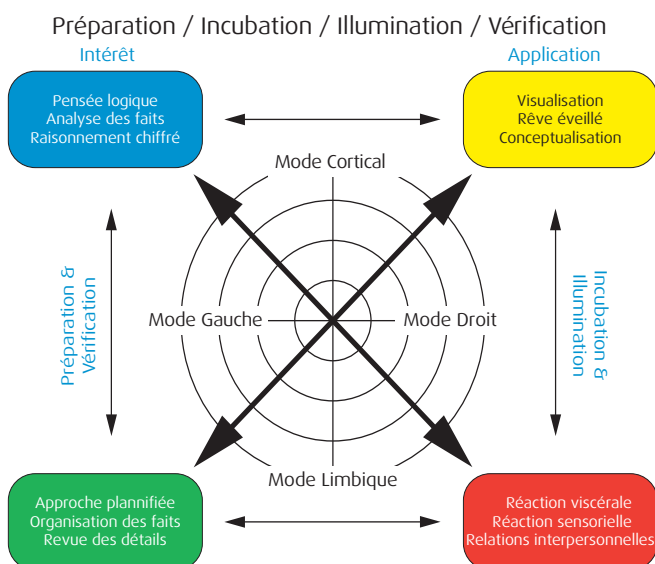 Préparation / Incubation / Illumination / Vérification
Intérêt
Application
Pensée logique
Analyse des faits
Raisonnement chiffré
Visualisation
Rêve éveillé
Conceptualisation
Mode Cortical
Préparation &
Vérification
Mode Gauche
Mode Droit
Incubation &
Illumination
Mode Limbique
Approche plannifiée
Organisation des faits
Revue des détails
Réaction viscérale
Réaction sensorielle
Relations interpersonnelles